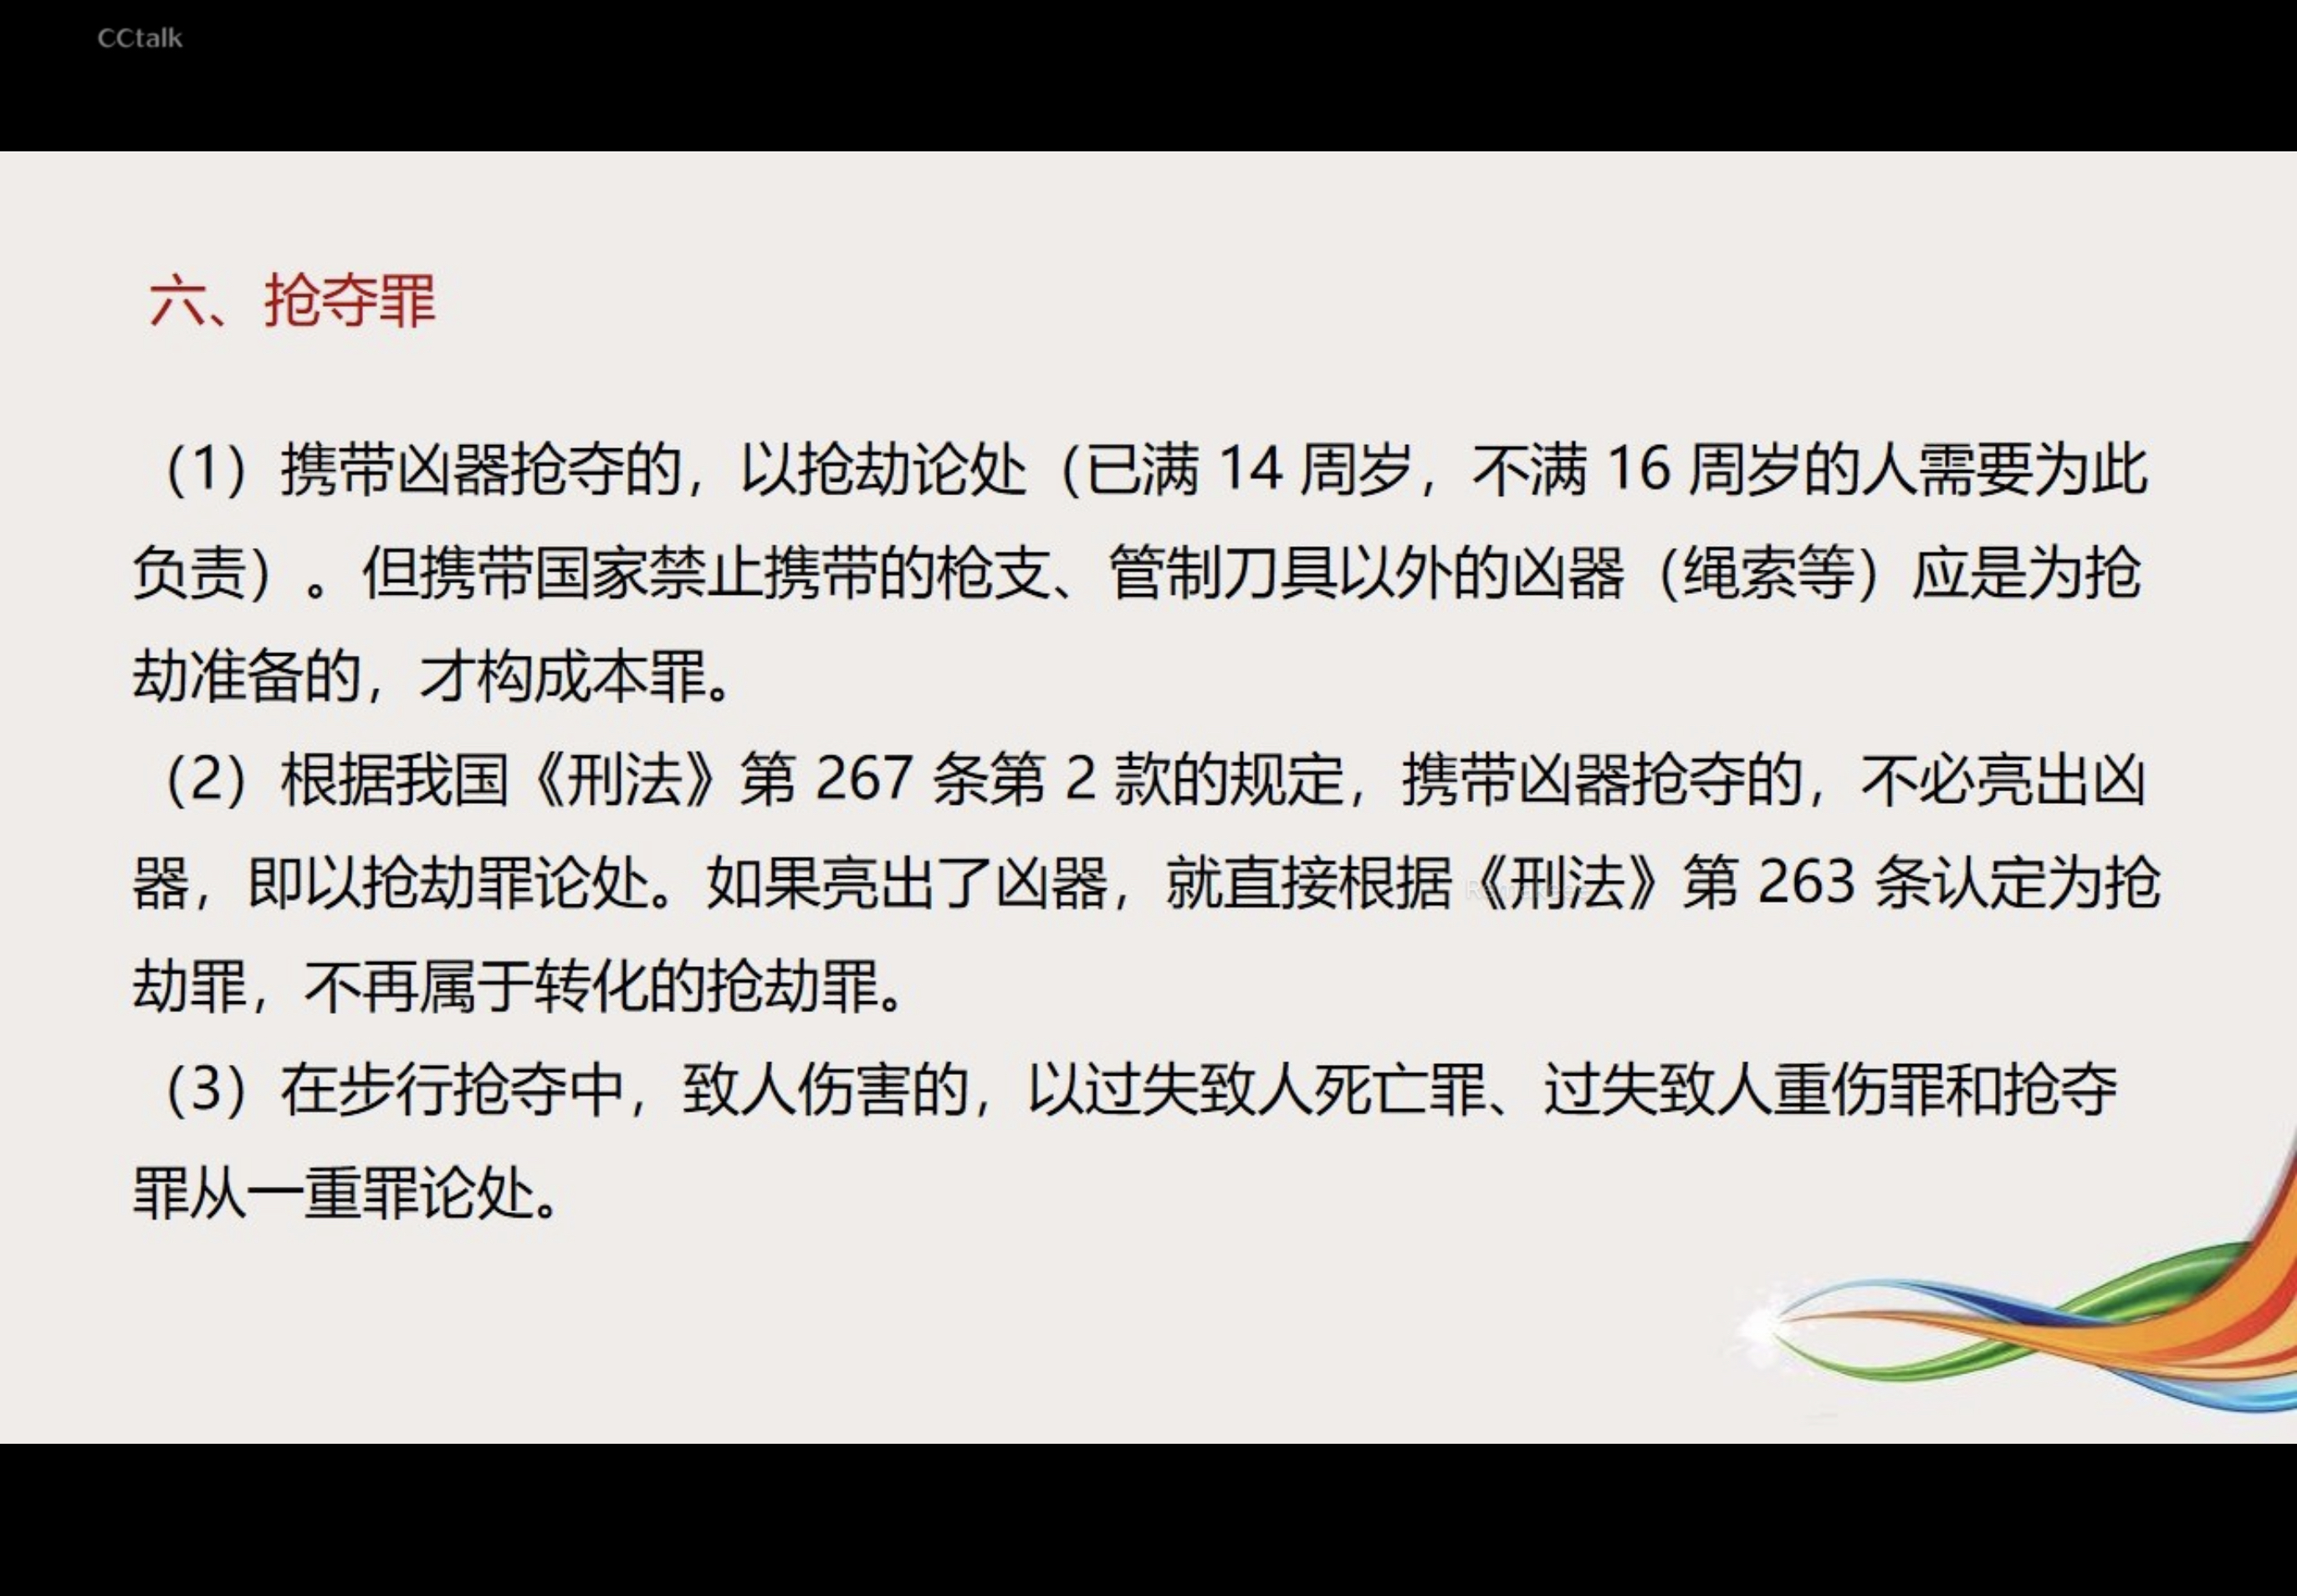 CCtalk
六、抢夺罪
（1）携带凶器抢夺的，以抢劫论处（已满 14 周岁，不满 16 周岁的人需要为此
负责）。但携带国家禁止携带的枪支、管制刀具以外的凶器（绳索等）应是为抢
劫准备的，才构成本罪。
（2）根据我国《刑法》第 267 条第 2 款的规定，携带凶器抢夺的，不必亮出凶
器，即以抢劫罪论处。如果亮出了凶器，就直接根据《刑法》第 263 条认定为抢
劫罪，不再属于转化的抢劫罪。
（3）在步行抢夺中，致人伤害的，以过失致人死亡罪、过失致人重伤罪和抢夺
罪从一重罪论处。